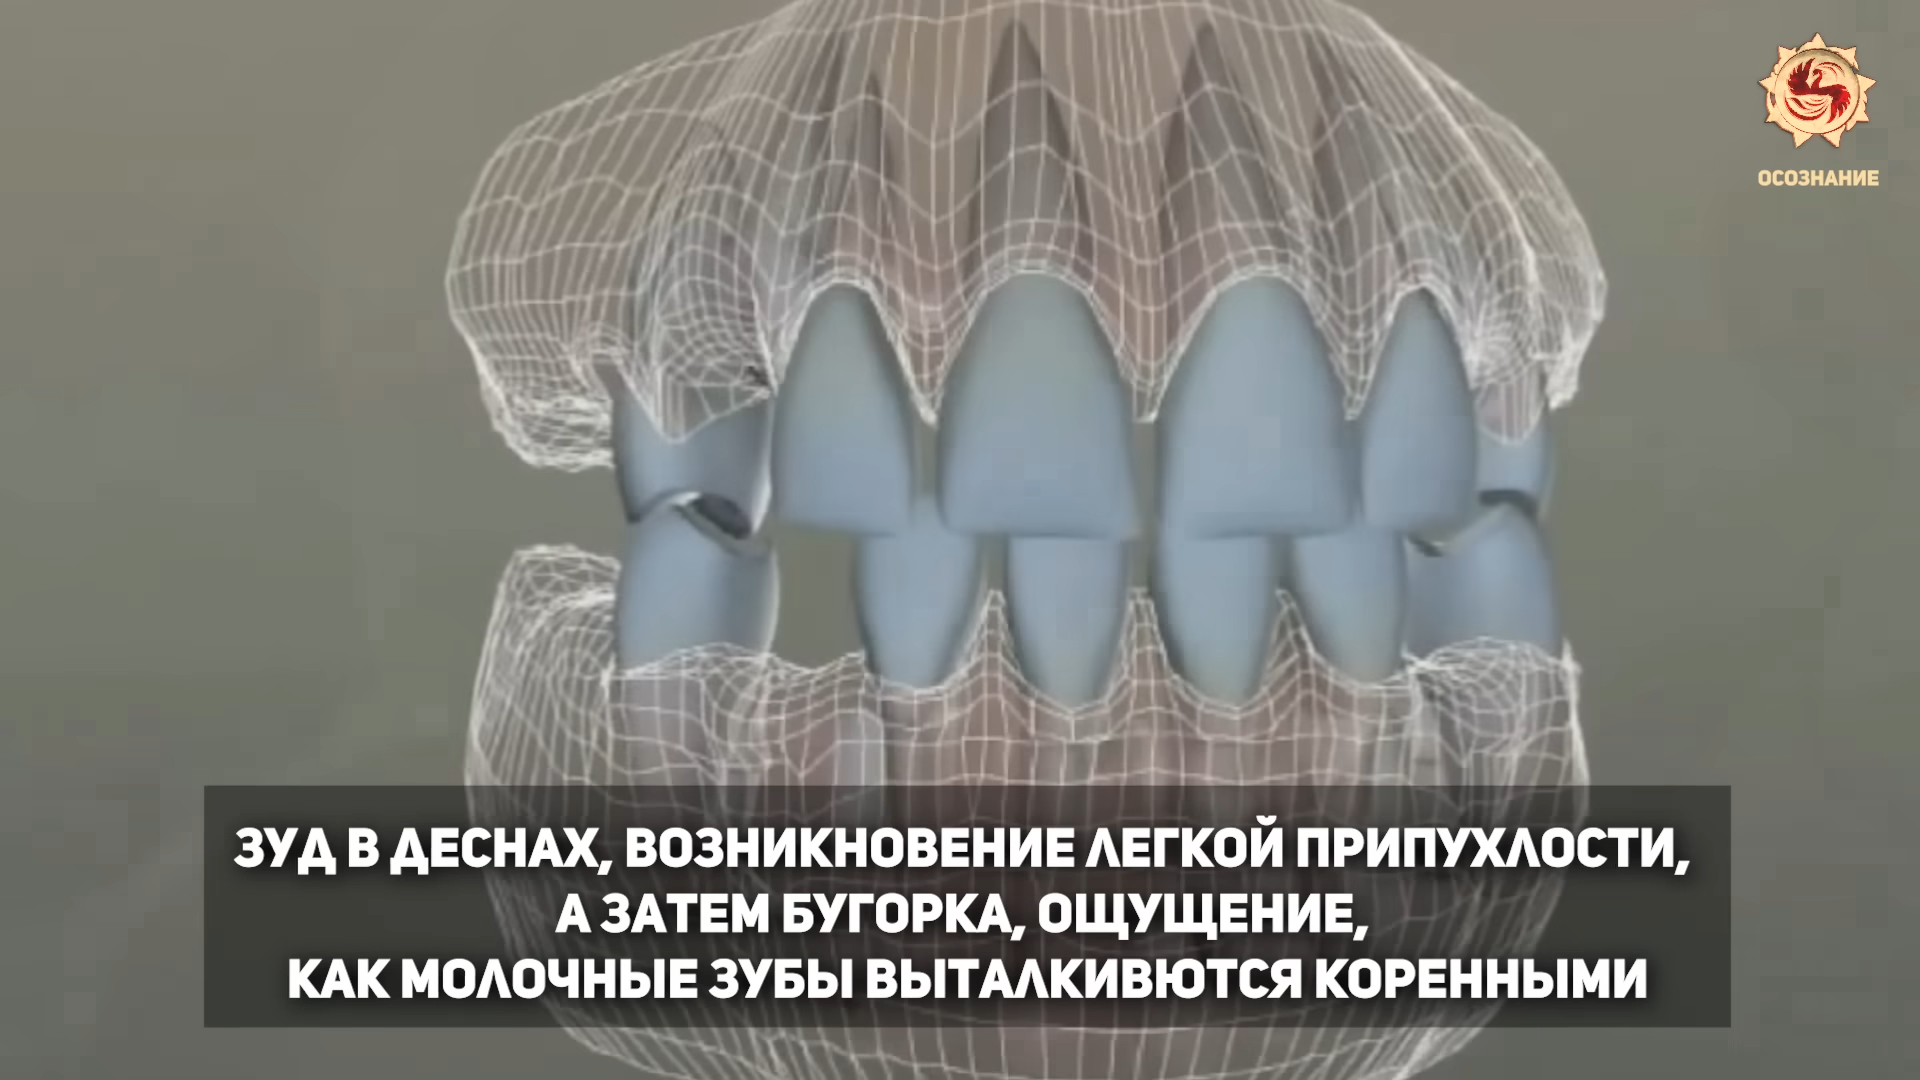 ОСОЗНАНИЕ
ЗУД В ДЕСНАХ, ВОЗНИКНОВЕНИЕ ЛЕГКОЙ ПРИПУХЛОСТИ,
А ЗАТЕМ БУГОРКА, ОЩУЩЕНИЕ,
КАК МОЛОЧНЫЕ ЗУБЫ ВЫТАЛКИВЮТСЯ КОРЕННЫМИ